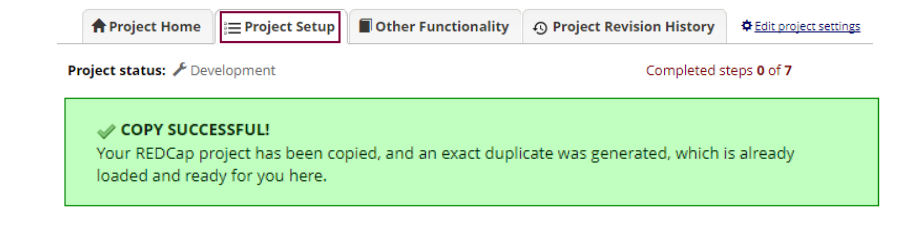 Project Home Project Setup Other Functionality Project Revision History Edit project settings
Project status: Development Completed steps 0 of 7
COPY SUCCESSFUL!
Your REDCap project has been copied, and an exact duplicate was generated, which is already
loaded and ready for you here.